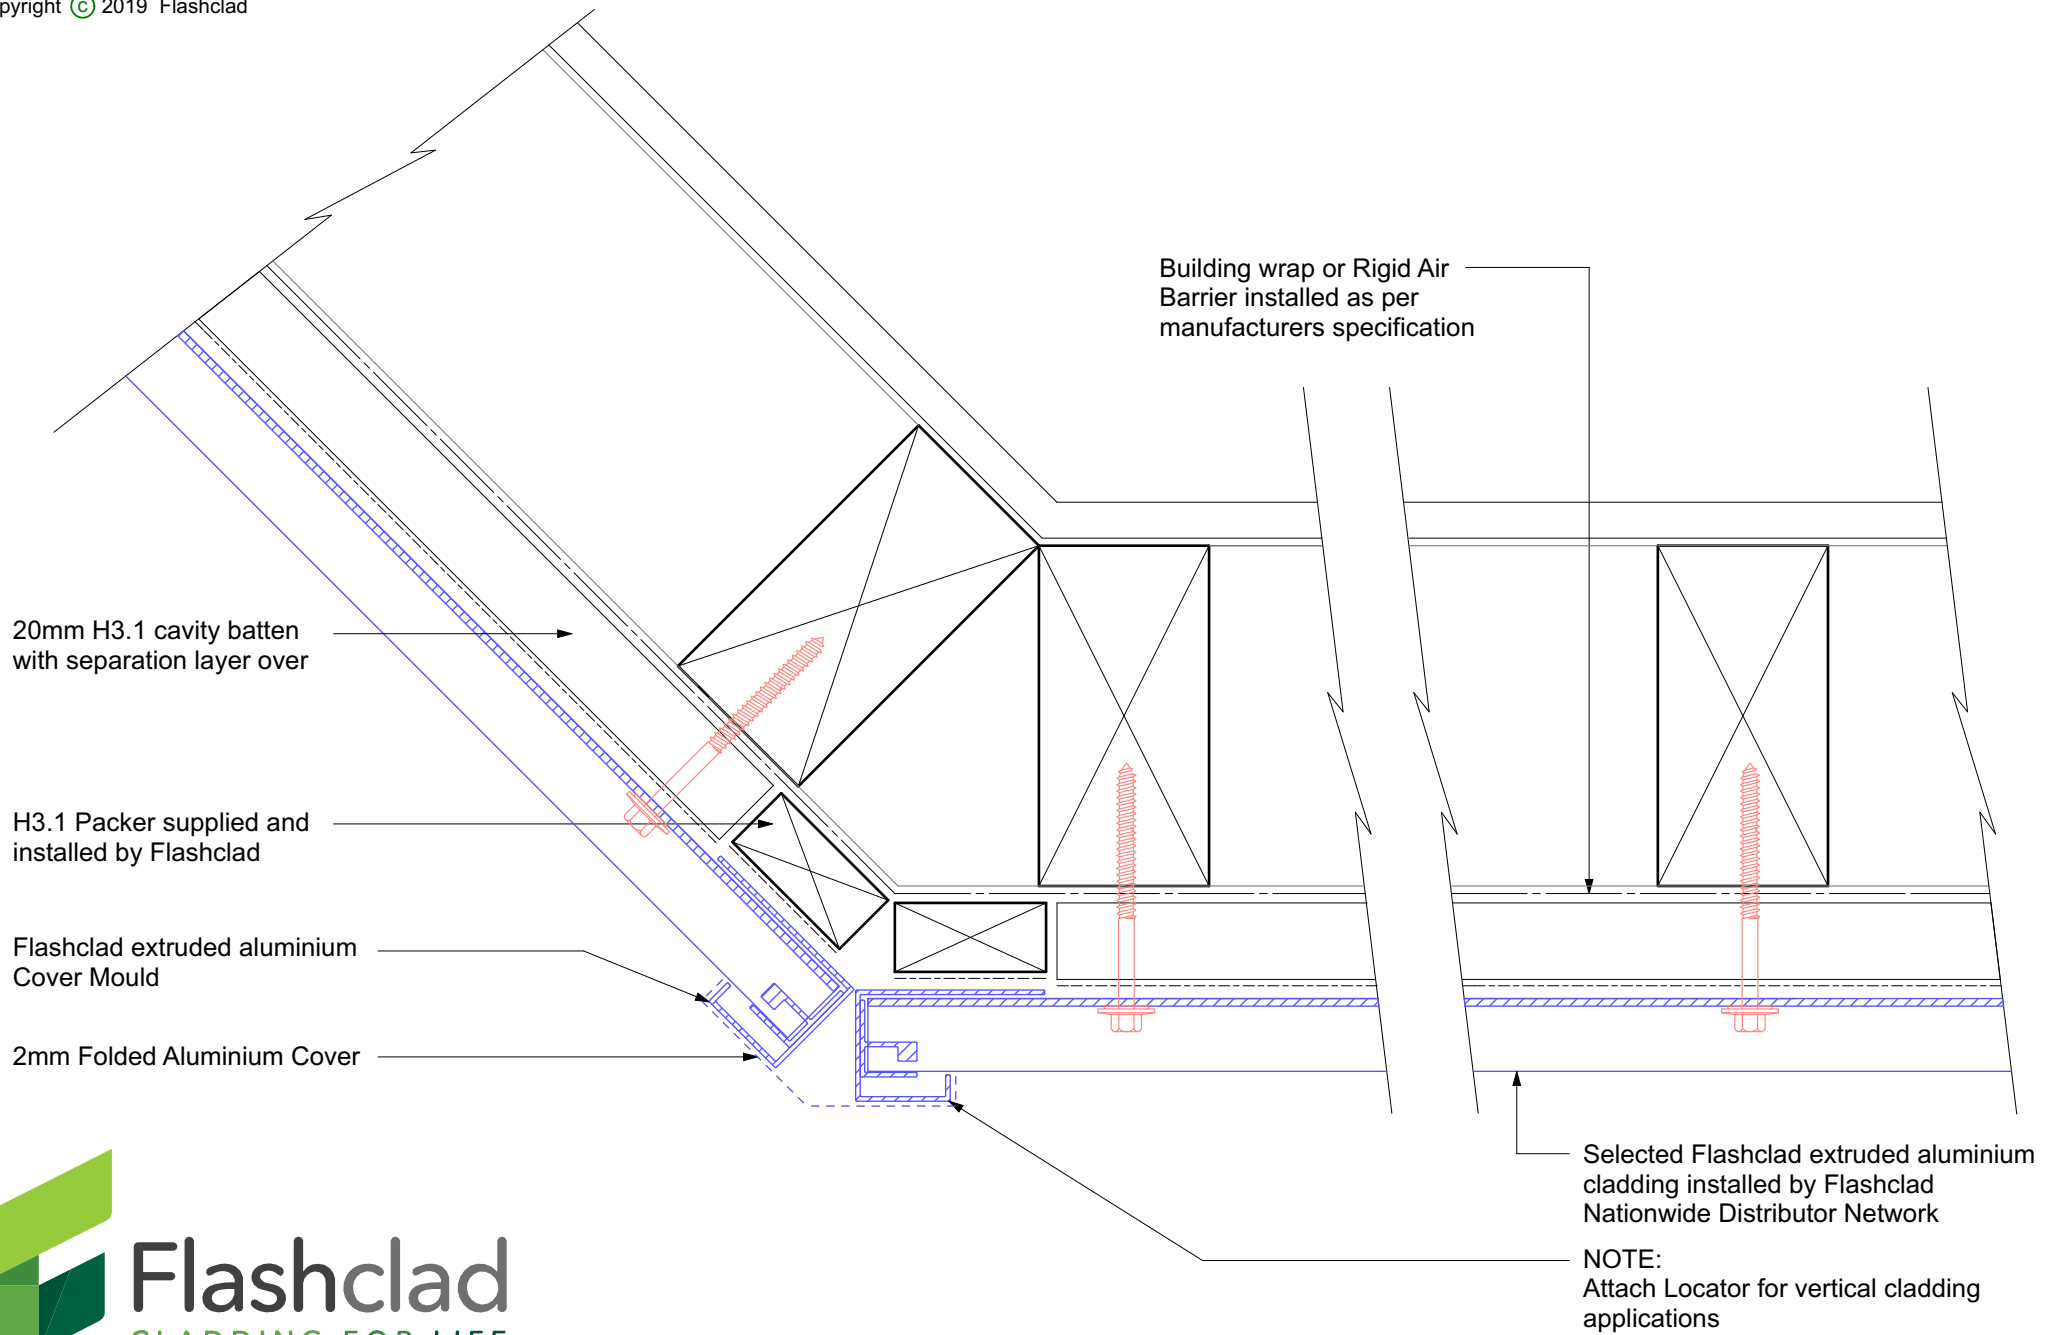 pyright © 2019 Flashclad
Building wrap or Rigid Air
Barrier installed as per
manufacturers specification
20mm H3.1 cavity batten
with separation layer over
H3.1 Packer supplied and
installed by Flashclad
Flashclad extruded aluminium
Cover Mould
2mm Folded Aluminium Cover
Selected Flashclad extruded aluminium
cladding installed by Flashclad
Nationwide Distributor Network
NOTE:
Attach Locator for vertical cladding
applications
Flashclad
CLADDING FOR LIFE